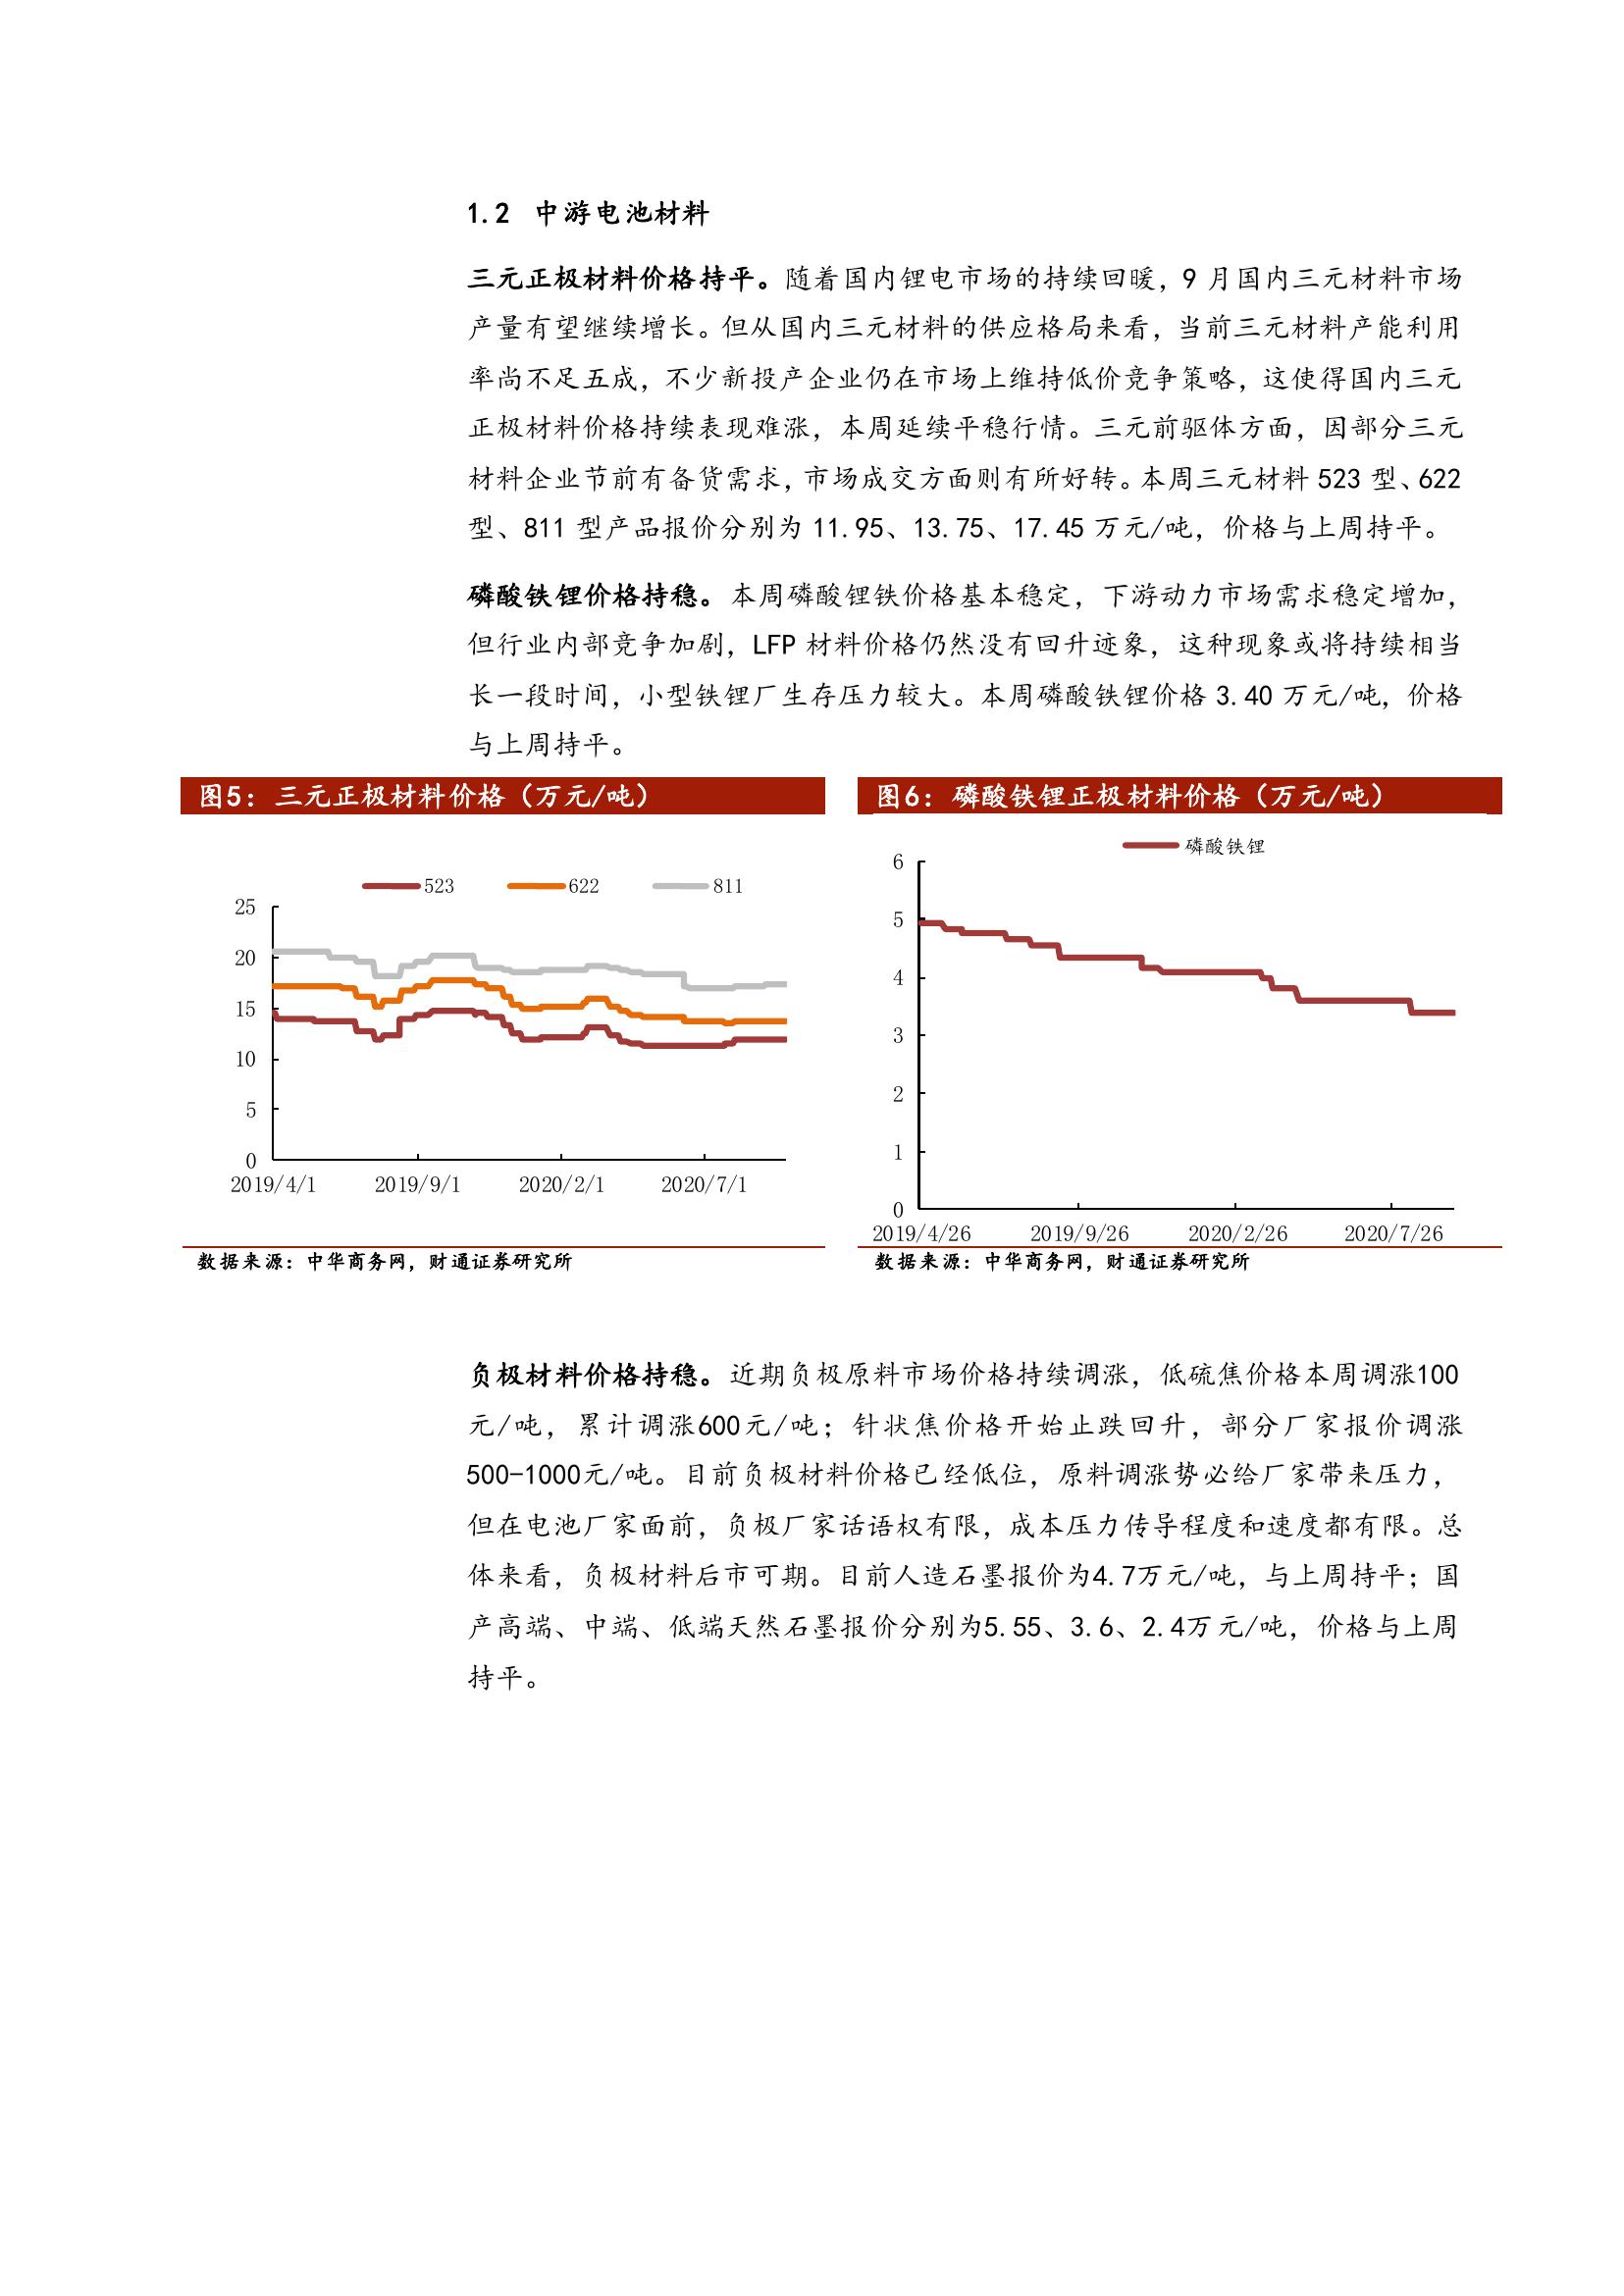 1.2 中游电池材料
三元正极材料价格持平。随着国内锂电市场的持续回暖，9 月国内三元材料市场
产量有望继续增长。但从国内三元材料的供应格局来看，当前三元材料产能利用
率尚不足五成，不少新投产企业仍在市场上维持低价竞争策略，这使得国内三元
正极材料价格持续表现难涨，本周延续平稳行情。三元前驱体方面，因部分三元
材料企业节前有备货需求，市场成交方面则有所好转。本周三元材料 523 型、622
型、811 型产品报价分别为 11.95、13.75、17.45 万元/吨，价格与上周持平。
磷酸铁锂价格持稳。本周磷酸锂铁价格基本稳定，下游动力市场需求稳定增加，
但行业内部竞争加剧，LFP 材料价格仍然没有回升迹象，这种现象或将持续相当
长一段时间，小型铁锂厂生存压力较大。本周磷酸铁锂价格 3.40 万元/吨，价格
与上周持平。
图5：三元正极材料价格（万元/吨）
523 622 811
25
20
15
10
5
0
2019/4/1 2019/9/1 2020/2/1 2020/7/1
数据来源：中华商务网，财通证券研究所
图6：磷酸铁锂正极材料价格（万元/吨）
磷酸铁锂
6
5
4
3
2
1
0
2019/4/26 2019/9/26 2020/2/26 2020/7/26
数据来源：中华商务网，财通证券研究所
负极材料价格持稳。近期负极原料市场价格持续调涨，低硫焦价格本周调涨100
元/吨，累计调涨600元/吨；针状焦价格开始止跌回升，部分厂家报价调涨
500-1000元/吨。目前负极材料价格已经低位，原料调涨势必给厂家带来压力，
但在电池厂家面前，负极厂家话语权有限，成本压力传导程度和速度都有限。总
体来看，负极材料后市可期。目前人造石墨报价为4.7万元/吨，与上周持平；国
产高端、中端、低端天然石墨报价分别为5.55、3.6、2.4万元/吨，价格与上周
持平。